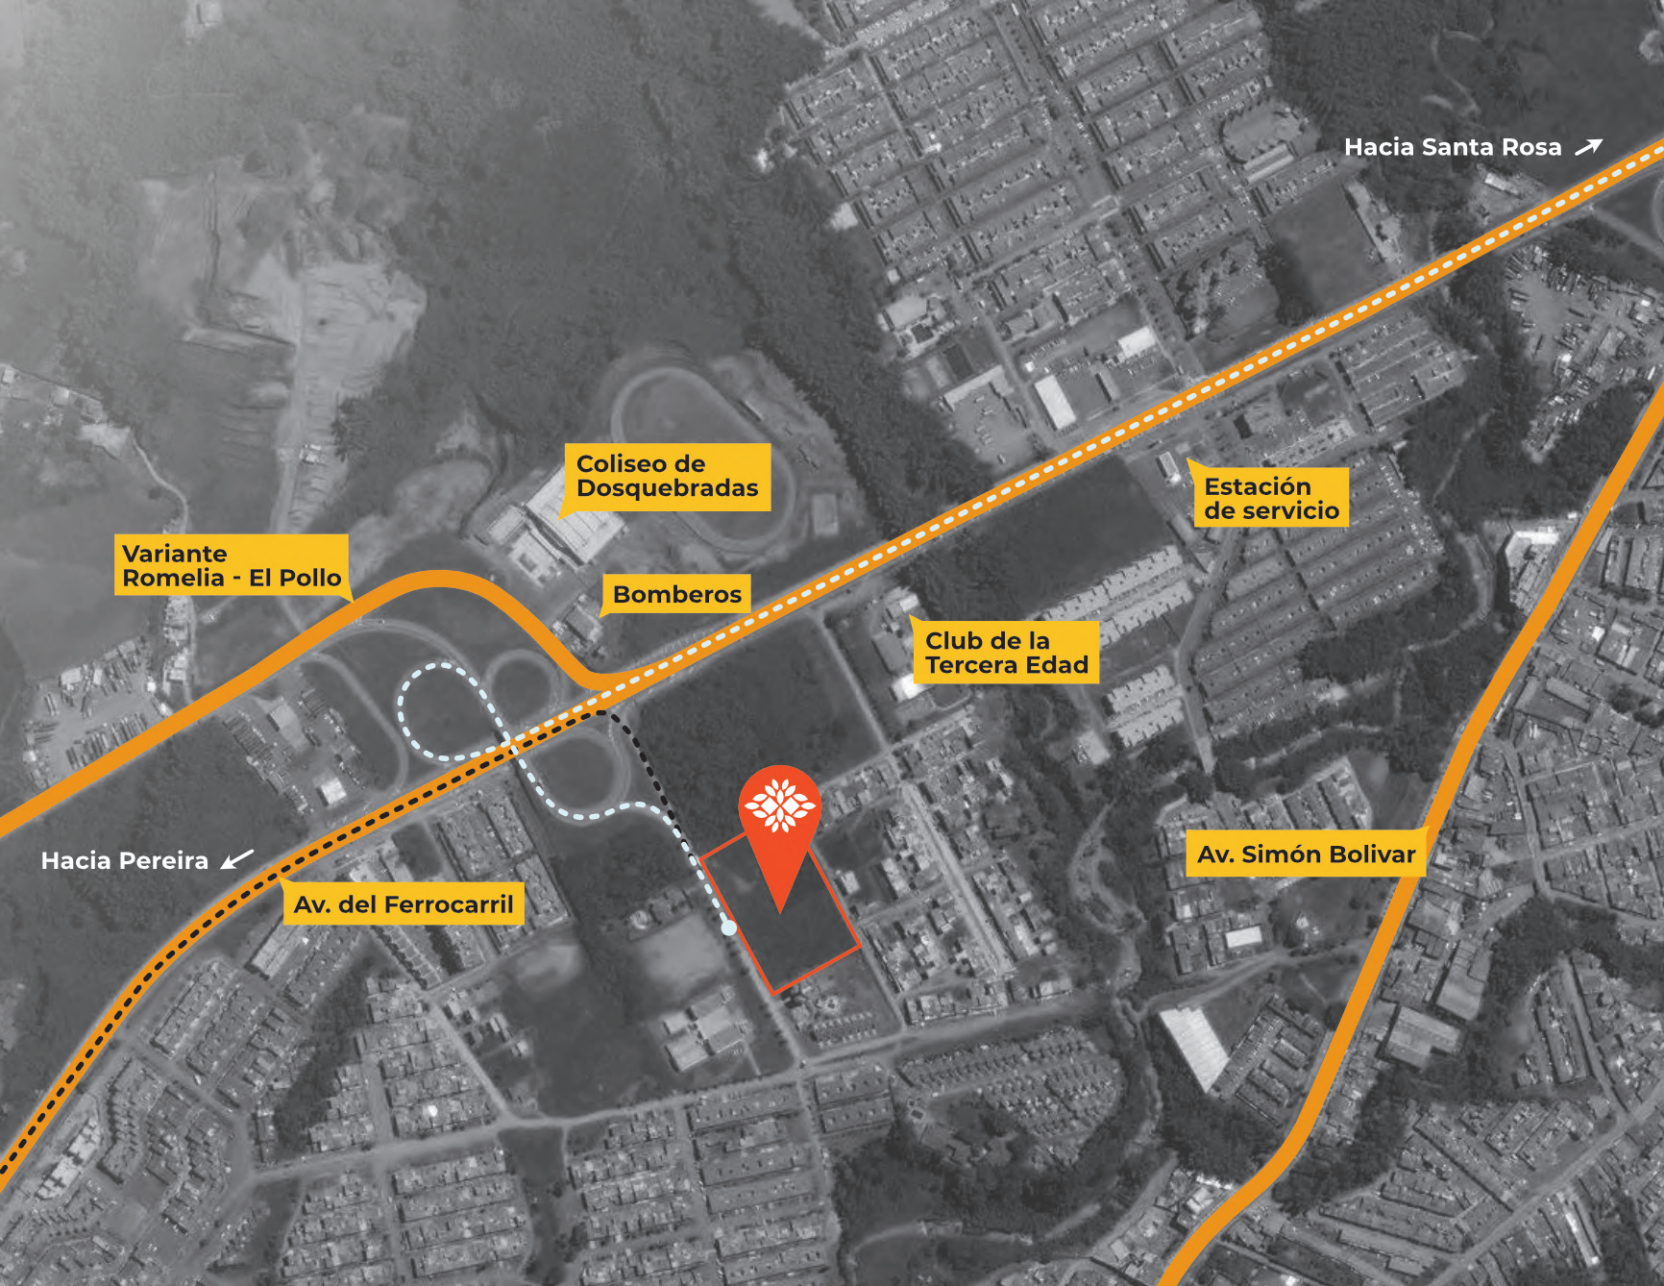 Hacia Santa Rosa
Coliseo de
Dosquebradas
Estación
de servicio
Variante
Romelia - El Pollo
Bomberos
Club de la
Tercera Edad
Hacia Pereira
Av. Simón Bolivar
Av. del Ferrocarril